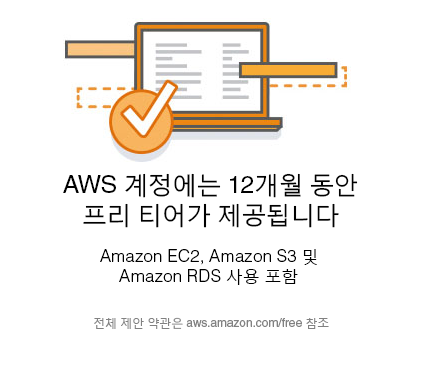 AWS 계정에는 12개월 동안
프리 티어가 제공됩니다
Amazon EC2, Amazon S3 및
Amazon RDS 사용 포함
전체 제안 약관은 aws.amazon.com/free 참조